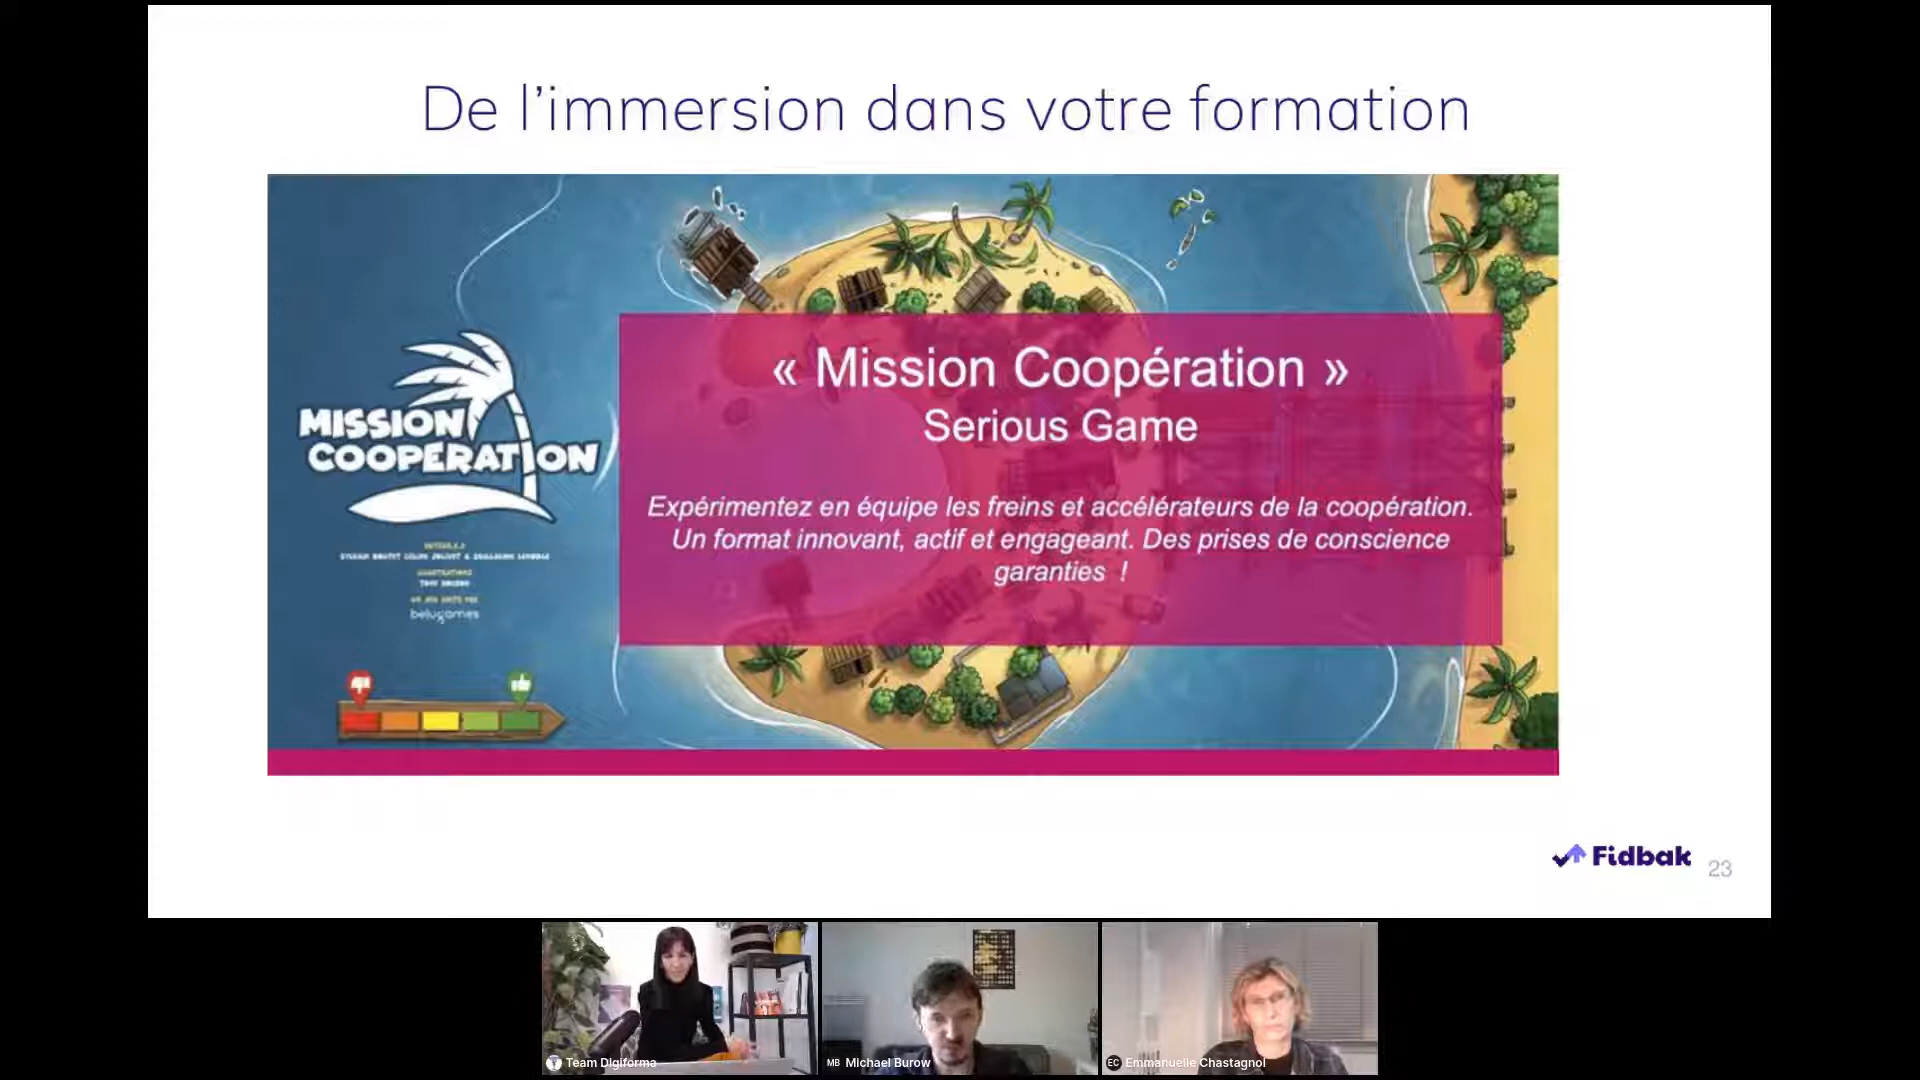 De l’immersion dans votre formation
MISSION
COOPERATION
belugames
« Mission Coopération »
Serious Game
Expérimentez en équipe les freins et accélérateurs de la coopération.
Un format innovant, actif et engageant. Des prises de conscience
garanties !
Fidbak
23
Team Digiforma
MB Michael Burow
EC Emmanuelle Chastagnol